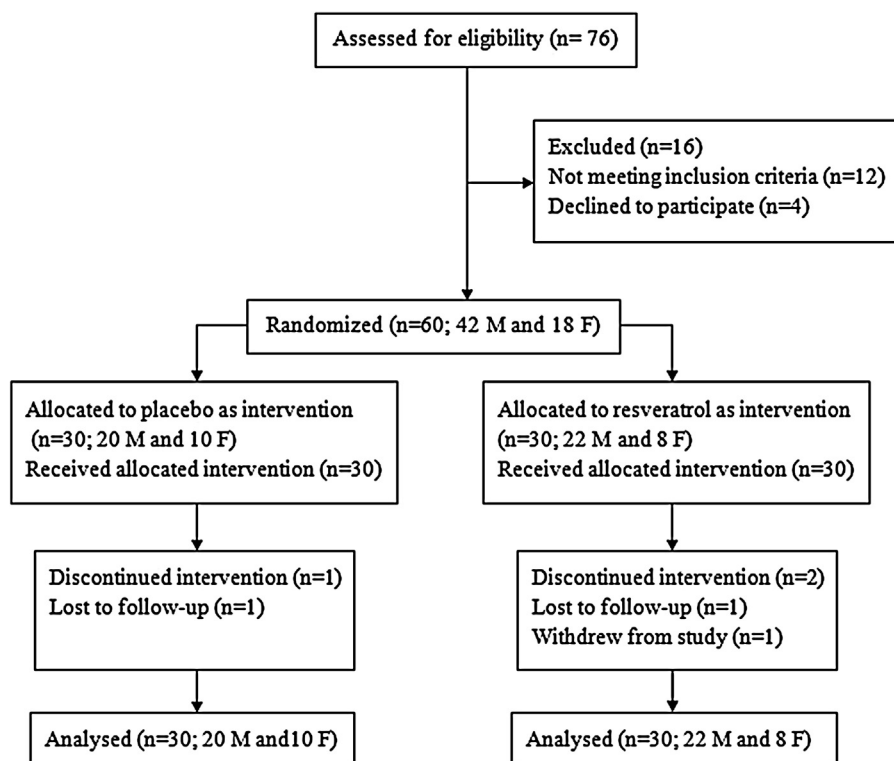 Assessed for eligibility (n= 76)
Excluded (n=16)
Not meeting inclusion criteria (n=12)
Declined to participate (n=4)
Randomized (n=60; 42 M and 18 F)
Allocated to placebo as intervention
(n=30; 20 M and 10 F)
Received allocated intervention (n=30)
Allocated to resveratrol as intervention
(n=30; 22 M and 8 F)
Received allocated intervention (n=30)
Discontinued intervention (n=1)
Lost to follow-up (n=1)
Discontinued intervention (n=2)
Lost to follow-up (n=1)
Withdrew from study (n=1)
Analysed (n=30; 20 M and10 F)
Analysed (n=30; 22 M and 8 F)